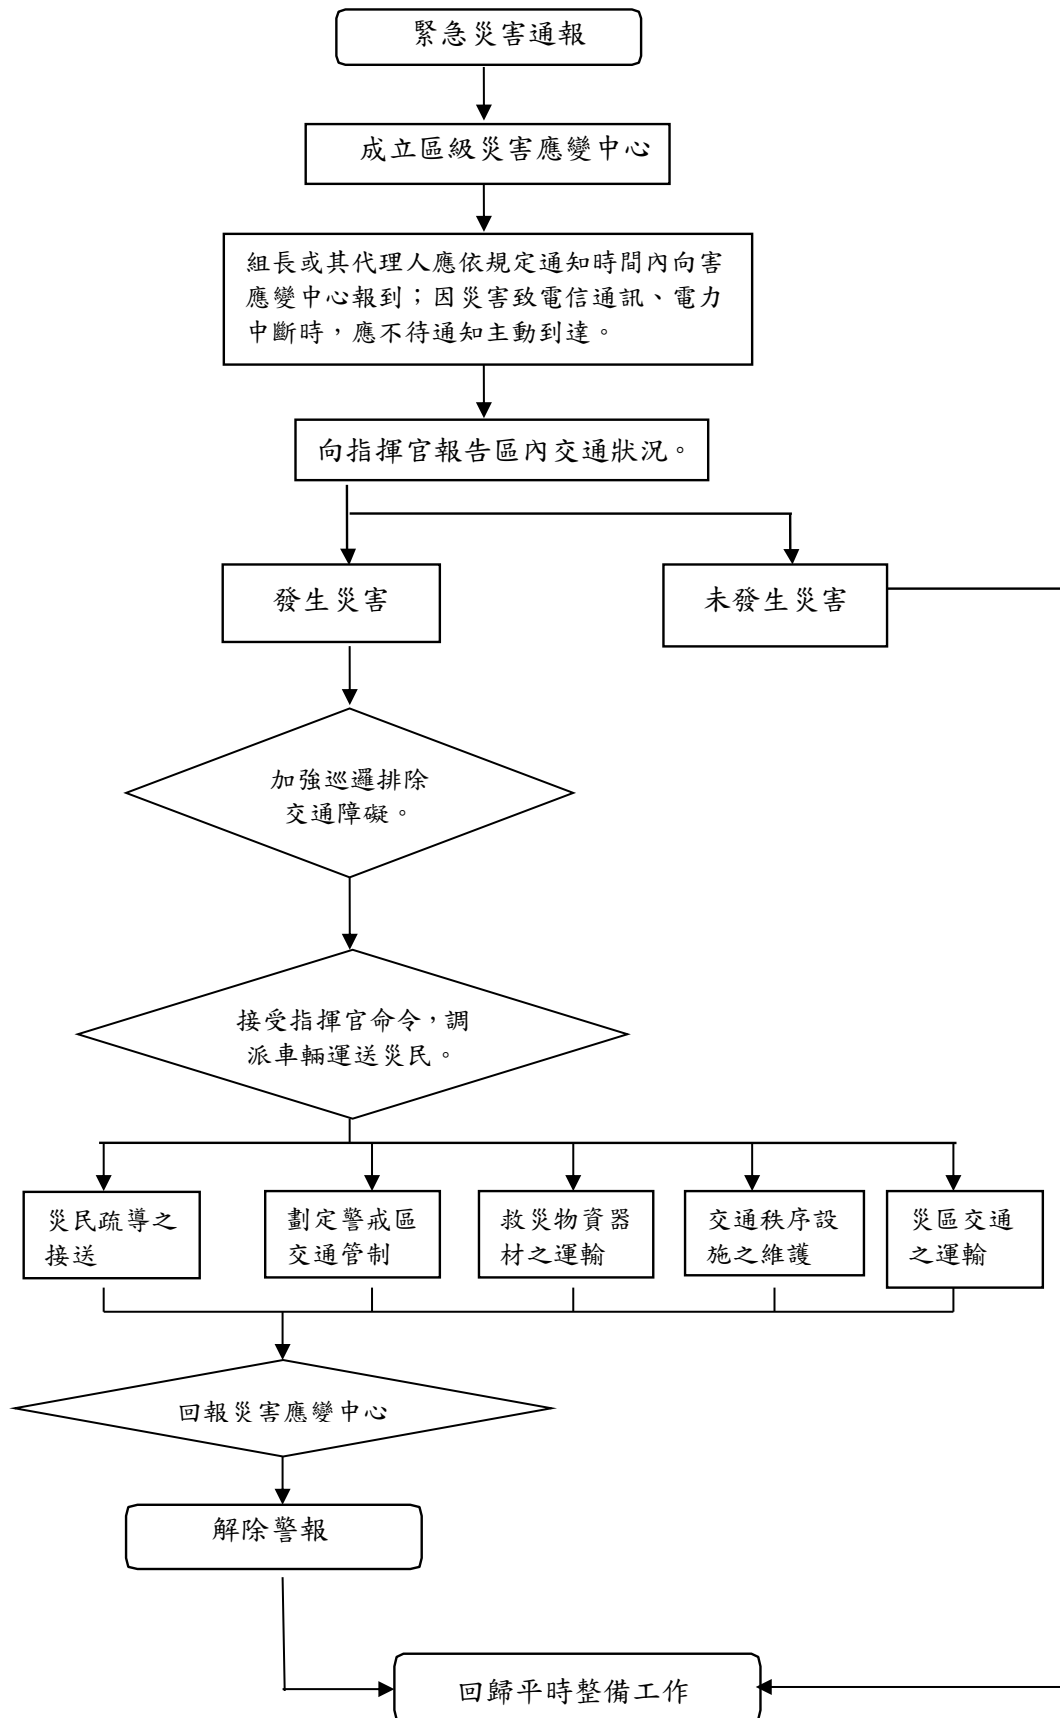 緊急災害通報
成立區級災害應變中心
組長或其代理人應依規定通知時間內向害
應變中心報到；因災害致電信通訊、電力
中斷時，應不待通知主動到達。
向指揮官報告區內交通狀況。
發生災害
未發生災害
加強巡邏排除
交通障礙。
接受指揮官命令，調
派車輛運送災民。
災民疏導之
接送
劃定警戒區
交通管制
救災物資器
材之運輸
交通秩序設
施之維護
災區交通
之運輸
回報災害應變中心
解除警報
回歸平時整備工作